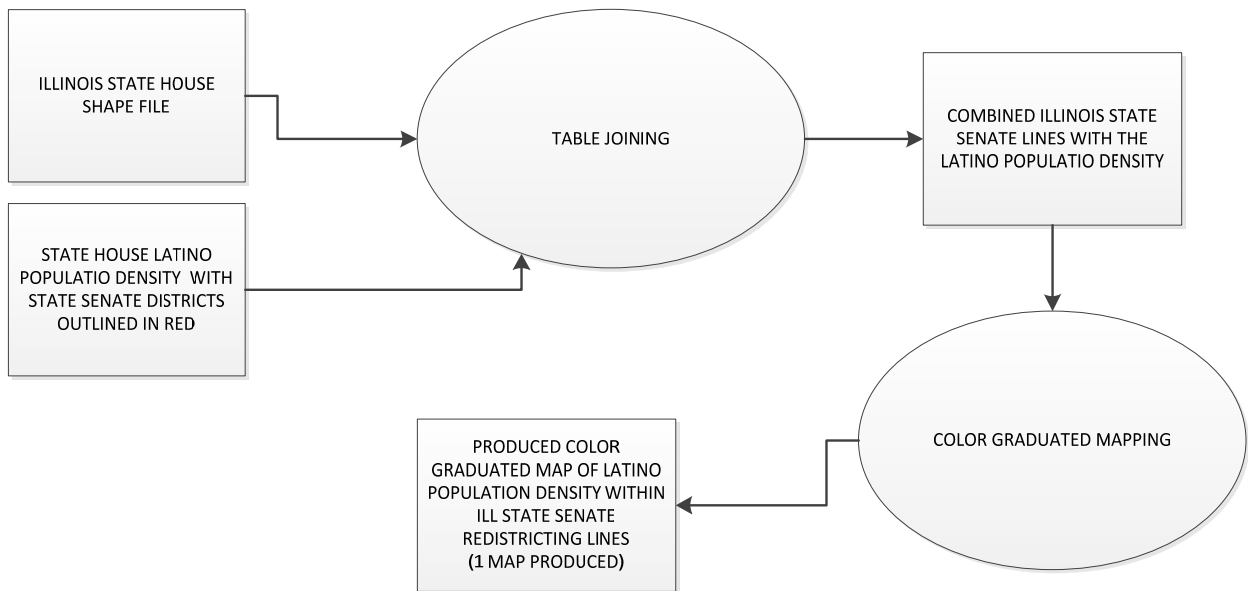 ILLINOIS STATE HOUSE
SHAPE FILE
STATE HOUSE LATINO
POPULATIO DENSITY WITH
STATE SENATE DISTRICTS
OUTLINED IN RED
TABLE JOINING
COMBINED ILLINOIS STATE
SENATE LINES WITH THE
LATINO POPULATIO DENSITY
COLOR GRADUATED MAPPING
PRODUCED COLOR
GRADUATED MAP OF LATINO
POPULATION DENSITY WITHIN
ILL STATE SENATE
REDISTRICTING LINES
(1 MAP PRODUCED)